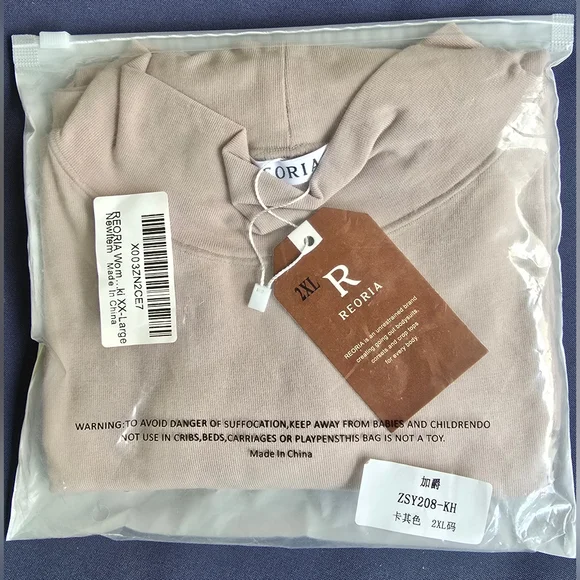 EORIA
X003ZN2CE7
REORIA Wom...ki XX-Large
NewItem Made In China
2XL
R
REORIA
REORIA is an unrestrained brand
creating going out bodysuits,
corsets and crop tops
for every body.
WARNING:TO AVOID DANGER OF SUFFOCATION,KEEP AWAY FROM BABIES AND CHILDRENDO
NOT USE IN CRIBS,BEDS,CARRIAGES OR PLAYPENSTHIS BAG IS NOT A TOY.
Made In China
加爵
ZSY208-KH
卡其色 2XL码